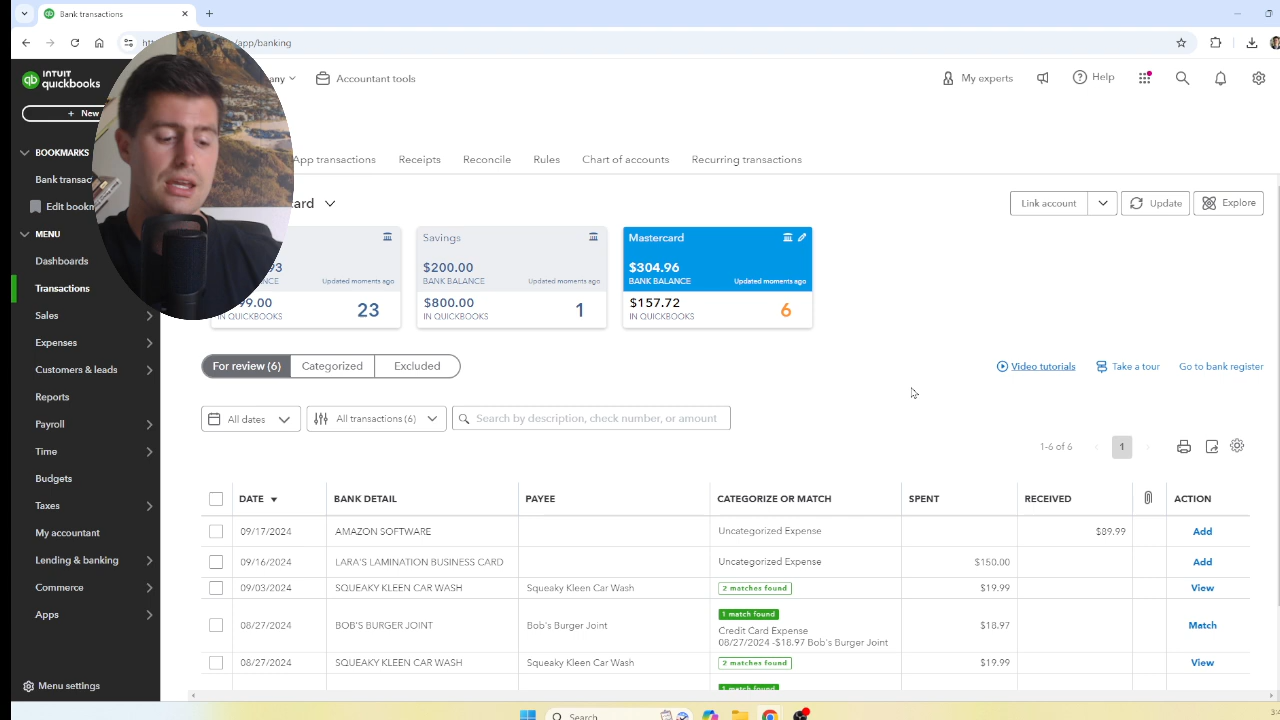 Bank transactions
/app/banking
INTUIT
quickbooks
Accountant tools
My experts
Help
+ New
BOOKMARKS
App transactions
Receipts
Reconcile
Rules
Chart of accounts
Recurring transactions
Bank transac
Edit bookm
Link account
Update
Explore
MENU
Dashboards
Transactions
Sales
Expenses
Customers & leads
Reports
Payroll
Time
Budgets
Taxes
My accountant
Lending & banking
Commerce
Apps
Menu settings
Updated moments ago
99.00
IN QUICKBOOKS
23
Savings
$200.00
BANK BALANCE
Updated moments ago
$800.00
IN QUICKBOOKS
1
Mastercard
$304.96
BANK BALANCE
Updated moments ago
$157.72
IN QUICKBOOKS
6
For review (6)
Categorized
Excluded
Video tutorials
Take a tour
Go to bank register
All dates
All transactions (6)
Search by description, check number, or amount
1-6 of 6
1
DATE BANK DETAIL PAYEE CATEGORIZE OR MATCH SPENT RECEIVED ACTION
09/17/2024 AMAZON SOFTWARE Uncategorized Expense $89.99 Add
09/16/2024 LARA'S LAMINATION BUSINESS CARD Uncategorized Expense $150.00 Add
09/03/2024 SQUEAKY KLEEN CAR WASH Squeaky Kleen Car Wash 2 matches found $19.99 View
1 match found
08/27/2024 BOB'S BURGER JOINT Bob's Burger Joint Credit Card Expense $18.97 Match
08/27/2024 -$18.97 Bob's Burger Joint
08/27/2024 SQUEAKY KLEEN CAR WASH Squeaky Kleen Car Wash 2 matches found $19.99 View
1 match found
Search